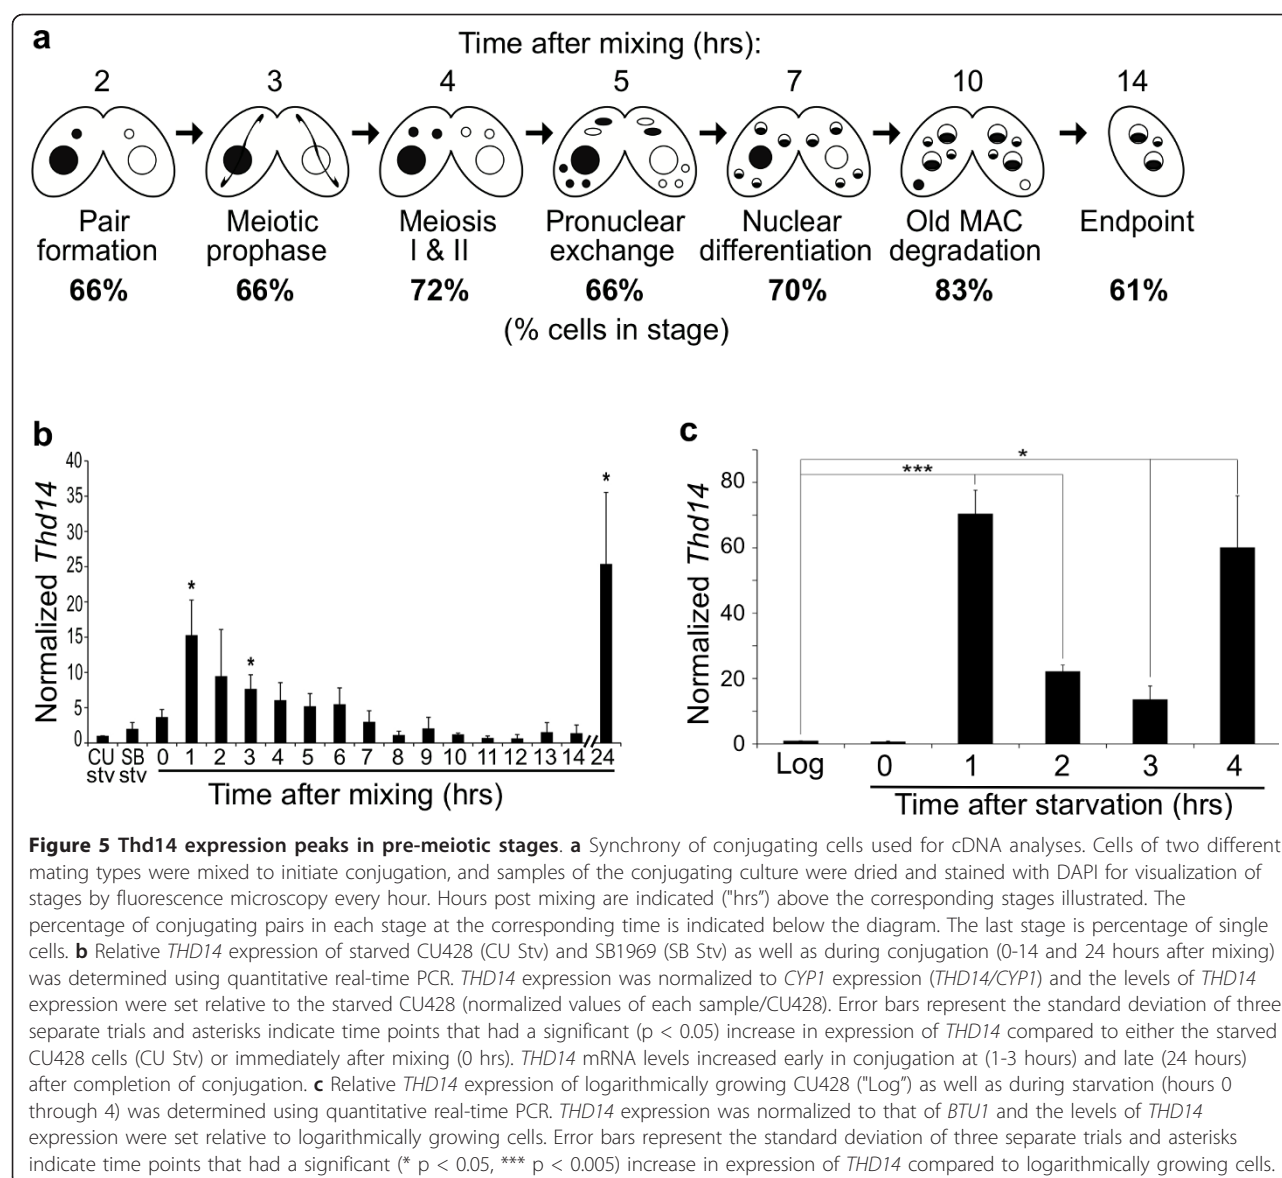 a
Time after mixing (hrs):
2 3 4 5 7 10 14
Pair formation
Meiotic prophase
Meiosis I & II
Pronuclear exchange
Nuclear differentiation
Old MAC degradation
Endpoint
66% 66% 72% 66% 70% 83% 61%
(% cells in stage)
b
Normalized Thd14
40
35
30
25
20
15
10
5
0
* * *
CU stv SB stv 0 1 2 3 4 5 6 7 8 9 10 11 12 13 14 // 24
Time after mixing (hrs)
c
Normalized Thd14
80
60
40
20
0
*
***
Log 0 1 2 3 4
Time after starvation (hrs)
Figure 5 Thd14 expression peaks in pre-meiotic stages. a Synchrony of conjugating cells used for cDNA analyses. Cells of two different
mating types were mixed to initiate conjugation, and samples of the conjugating culture were dried and stained with DAPI for visualization of
stages by fluorescence microscopy every hour. Hours post mixing are indicated ("hrs") above the corresponding stages illustrated. The
percentage of conjugating pairs in each stage at the corresponding time is indicated below the diagram. The last stage is percentage of single
cells. b Relative THD14 expression of starved CU428 (CU Stv) and SB1969 (SB Stv) as well as during conjugation (0-14 and 24 hours after mixing)
was determined using quantitative real-time PCR. THD14 expression was normalized to CYP1 expression (THD14/CYP1) and the levels of THD14
expression were set relative to the starved CU428 (normalized values of each sample/CU428). Error bars represent the standard deviation of three
separate trials and asterisks indicate time points that had a significant (p < 0.05) increase in expression of THD14 compared to either the starved
CU428 cells (CU Stv) or immediately after mixing (0 hrs). THD14 mRNA levels increased early in conjugation at (1-3 hours) and late (24 hours)
after completion of conjugation. c Relative THD14 expression of logarithmically growing CU428 ("Log") as well as during starvation (hours 0
through 4) was determined using quantitative real-time PCR. THD14 expression was normalized to that of BTU1 and the levels of THD14
expression were set relative to logarithmically growing cells. Error bars represent the standard deviation of three separate trials and asterisks
indicate time points that had a significant (* p < 0.05, *** p < 0.005) increase in expression of THD14 compared to logarithmically growing cells.